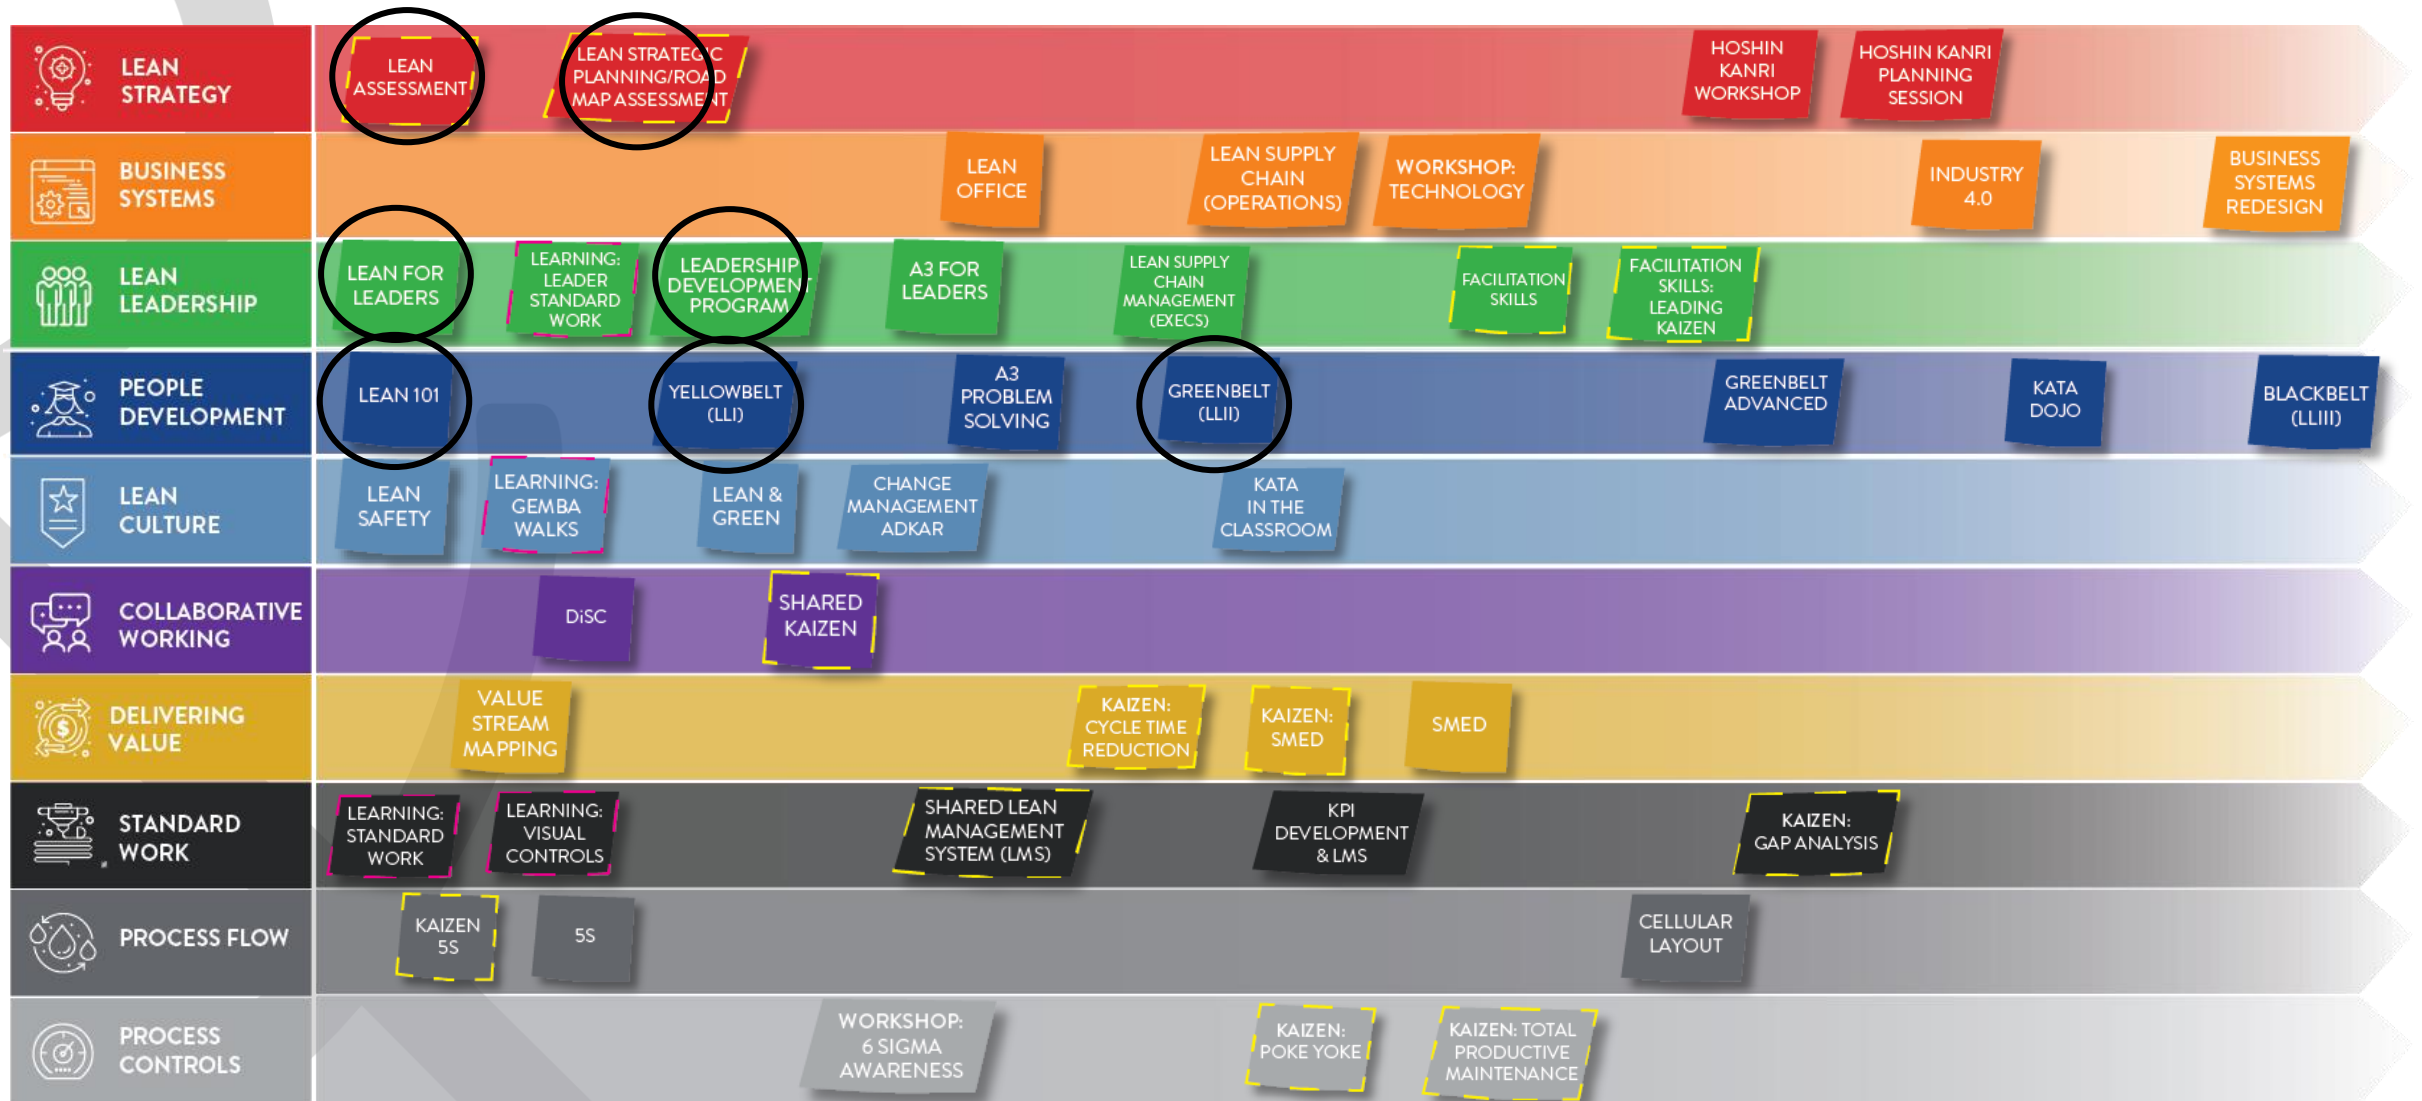 LEAN
STRATEGY
LEAN
ASSESSMENT
LEAN STRATEGIC
PLANNING/ROAD
MAP ASSESSMENT
HOSHIN
KANRI
WORKSHOP
HOSHIN KANRI
PLANNING
SESSION
BUSINESS
SYSTEMS
LEAN
OFFICE
LEAN SUPPLY
CHAIN
(OPERATIONS)
WORKSHOP:
TECHNOLOGY
INDUSTRY
4.0
BUSINESS
SYSTEMS
REDESIGN
LEAN
LEADERSHIP
LEAN FOR
LEADERS
LEARNING:
LEADER
STANDARD
WORK
LEADERSHIP
DEVELOPMENT
PROGRAM
A3 FOR
LEADERS
LEAN SUPPLY
CHAIN
MANAGEMENT
(EXECS)
FACILITATION
SKILLS
FACILITATION
SKILLS:
LEADING
KAIZEN
PEOPLE
DEVELOPMENT
LEAN 101
YELLOWBELT
(LLI)
A3
PROBLEM
SOLVING
GREENBELT
(LLII)
GREENBELT
ADVANCED
KATA
DOJO
BLACKBELT
(LLIII)
LEAN
CULTURE
LEAN
SAFETY
LEARNING:
GEMBA
WALKS
LEAN &
GREEN
CHANGE
MANAGEMENT
ADKAR
KATA
IN THE
CLASSROOM
COLLABORATIVE
WORKING
DiSC
SHARED
KAIZEN
DELIVERING
VALUE
VALUE
STREAM
MAPPING
KAIZEN:
CYCLE TIME
REDUCTION
KAIZEN:
SMED
SMED
STANDARD
WORK
LEARNING:
STANDARD
WORK
LEARNING:
VISUAL
CONTROLS
SHARED LEAN
MANAGEMENT
SYSTEM (LMS)
KPI
DEVELOPMENT
& LMS
KAIZEN:
GAP ANALYSIS
PROCESS FLOW
KAIZEN
5S
5S
CELLULAR
LAYOUT
PROCESS
CONTROLS
WORKSHOP:
6 SIGMA
AWARENESS
KAIZEN:
POKE YOKE
KAIZEN: TOTAL
PRODUCTIVE
MAINTENANCE